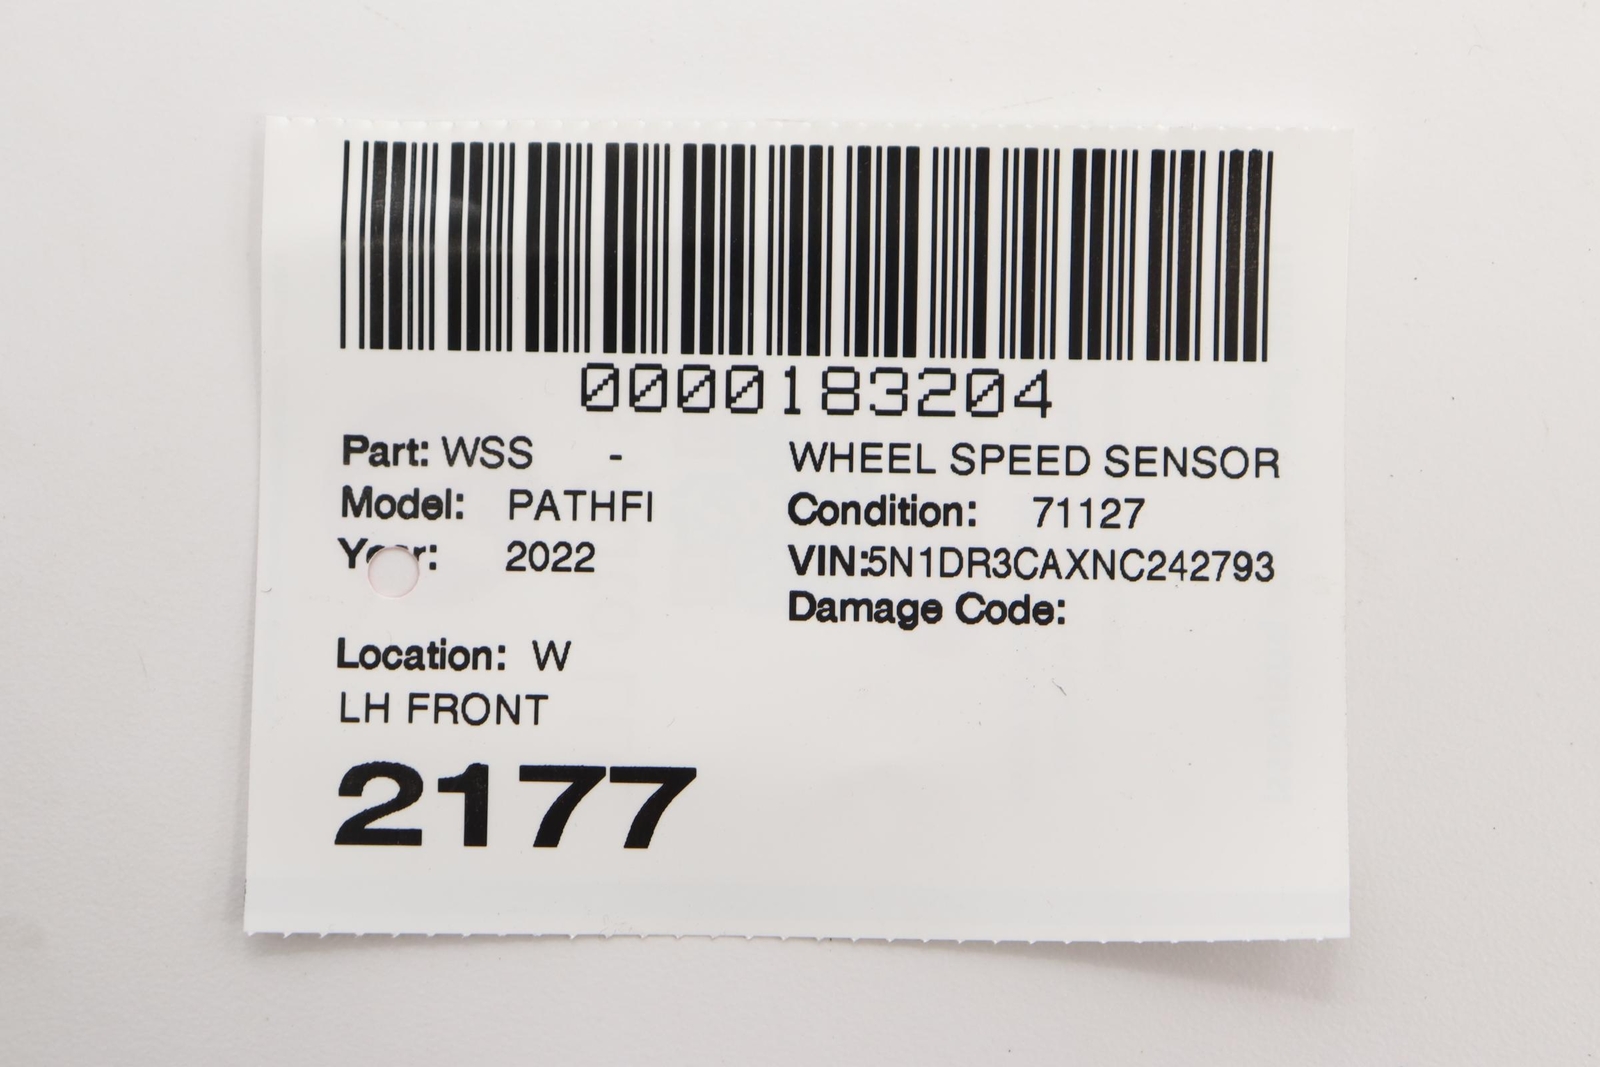 0000183204
Part: WSS - WHEEL SPEED SENSOR
Model: PATHFI Condition: 71127
Year: 2022 VIN:5N1DR3CAXNC242793
Damage Code:
Location: W
LH FRONT
2177